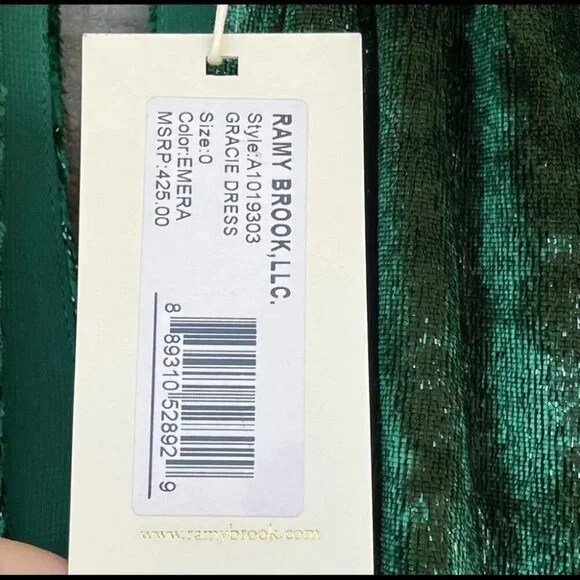 RAMY BROOK,LLC.
Style:A1019303
GRACIE DRESS
Size:0
Color:EMERA
MSRP:425.00
8 89310 52892 9
www.ramybrook.com